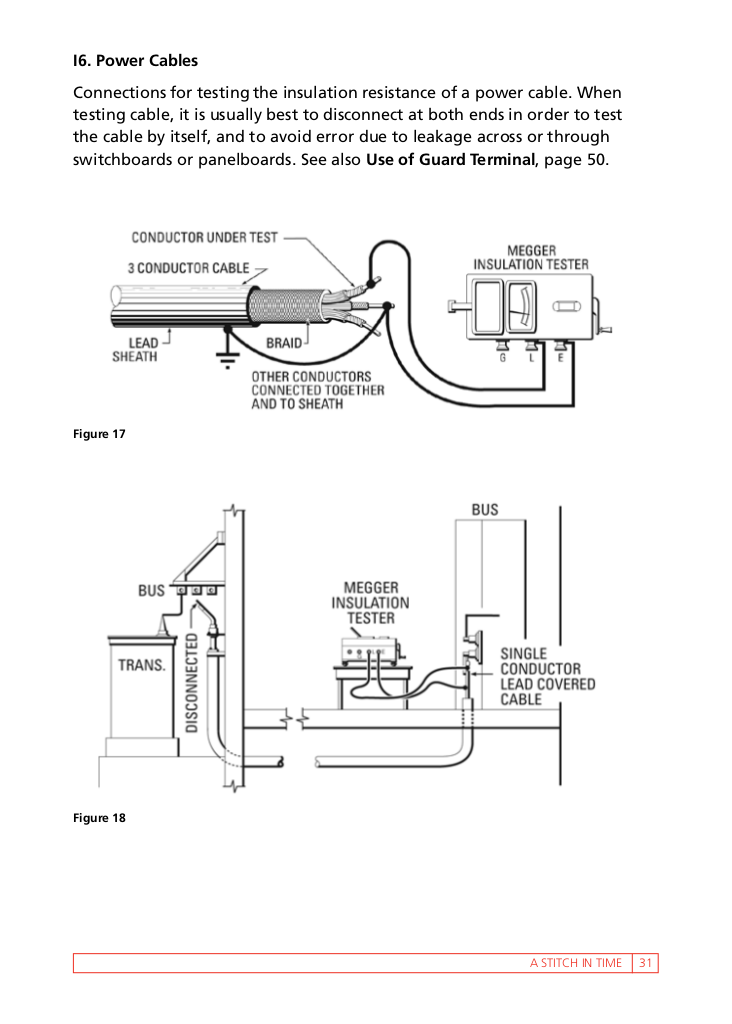 I6. Power Cables
Connections for testing the insulation resistance of a power cable. When
testing cable, it is usually best to disconnect at both ends in order to test
the cable by itself, and to avoid error due to leakage across or through
switchboards or panelboards. See also Use of Guard Terminal, page 50.
CONDUCTOR UNDER TEST
3 CONDUCTOR CABLE
MEGGER
INSULATION TESTER
LEAD
SHEATH
BRAID
G L E
OTHER CONDUCTORS
CONNECTED TOGETHER
AND TO SHEATH
Figure 17
BUS
BUS
MEGGER
INSULATION
TESTER
TRANS.
DISCONNECTED
SINGLE
CONDUCTOR
LEAD COVERED
CABLE
Figure 18
A STITCH IN TIME 31